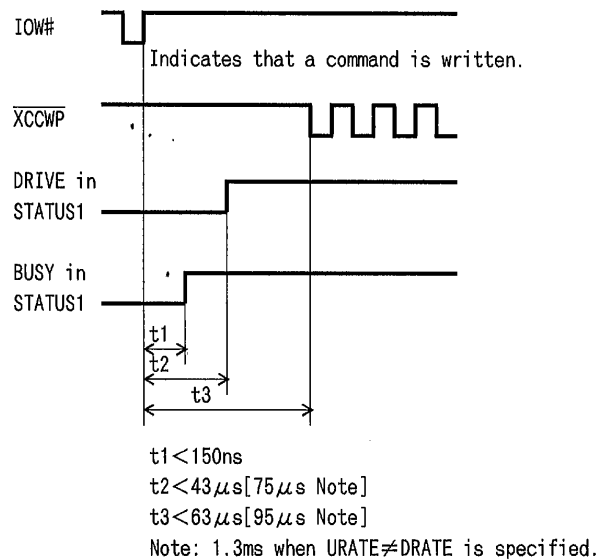 IOW#
Indicates that a command is written.
XCCWP
DRIVE in
STATUS1
BUSY in
STATUS1
t1
t2
t3
t1<150ns
t2<43μs[75μs Note]
t3<63μs[95μs Note]
Note: 1.3ms when URATE≠DRATE is specified.